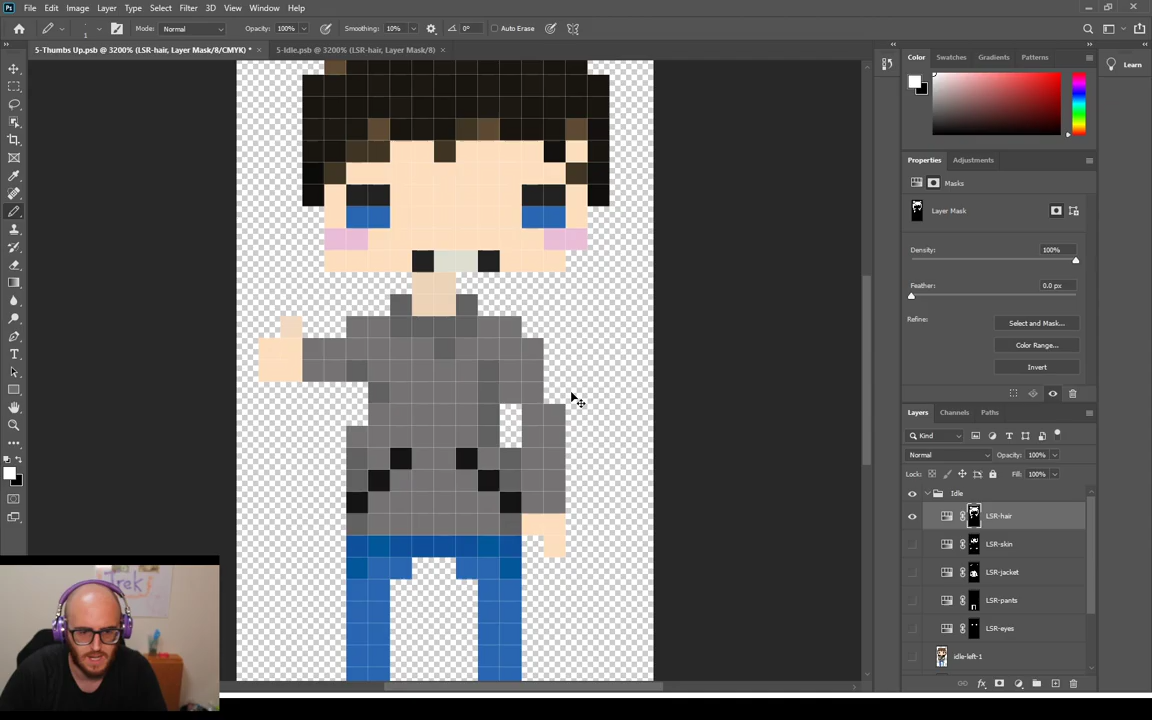 File Edit Image Layer Type Select Filter 3D View Window Help
1 Mode: Normal Opacity: 100% Smoothing: 10% 0° Auto Erase
5-Thumbs Up.psb @ 3200% (LSR-hair, Layer Mask/8/CMYK) * × 5-Idle.psb @ 3200% (LSR-hair, Layer Mask/8) ×
Color Swatches Gradients Patterns
Learn
Properties Adjustments
Masks
Layer Mask
Density: 100%
Feather: 0.0 px
Refine: Select and Mask...
Color Range...
Invert
Layers Channels Paths
Kind
Normal Opacity: 100%
Lock: Fill: 100%
Idle
LSR-hair
LSR-skin
LSR-jacket
LSR-pants
LSR-eyes
idle-left-1
Trek